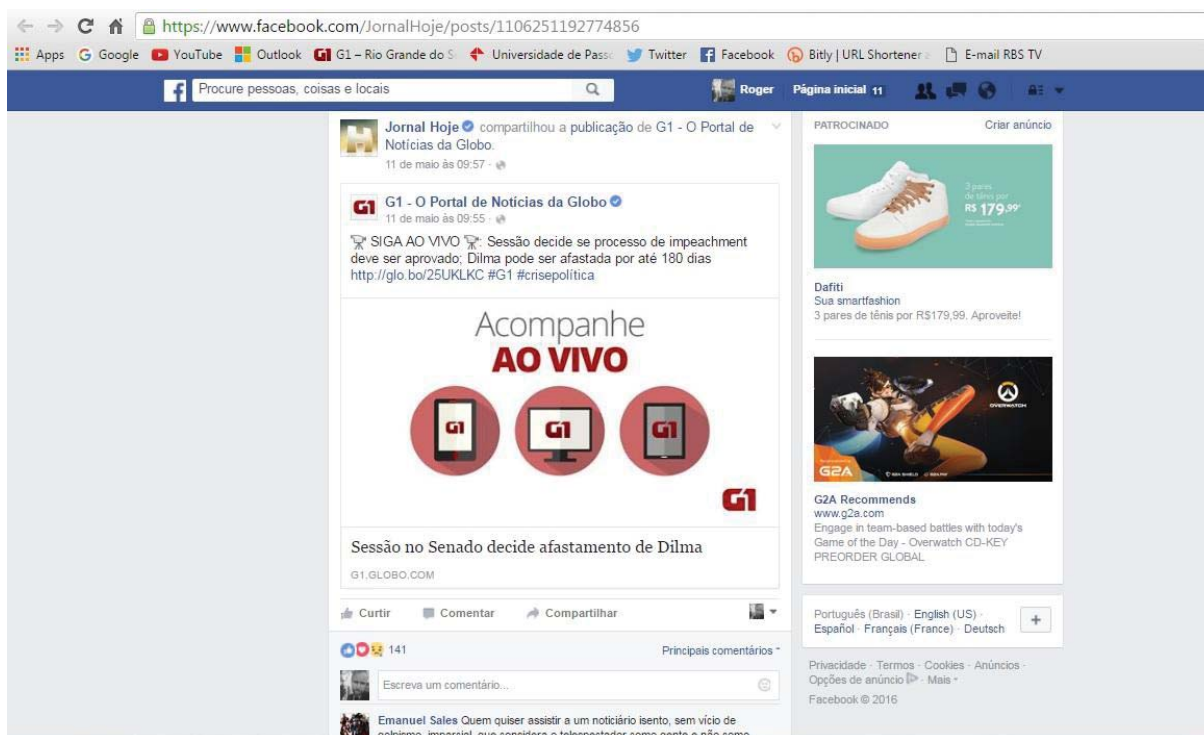 https://www.facebook.com/JornalHoje/posts/1106251192774856
Apps Google YouTube Outlook G1 – Rio Grande do S Universidade de Passo Twitter Facebook Bitly | URL Shortener a E-mail RBS TV
Procure pessoas, coisas e locais Roger Página inicial 11
Jornal Hoje compartilhou a publicação de G1 - O Portal de
Notícias da Globo.
11 de maio às 09:57 ·
G1 - O Portal de Notícias da Globo
11 de maio às 09:55 ·
SIGA AO VIVO : Sessão decide se processo de impeachment
deve ser aprovado; Dilma pode ser afastada por até 180 dias
http://glo.bo/25UKLKC #G1 #crisepolítica
Acompanhe
AO VIVO
G1 G1 G1
G1
Sessão no Senado decide afastamento de Dilma
G1.GLOBO.COM
Curtir Comentar Compartilhar
141 Principais comentários
Escreva um comentário...
Emanuel Sales Quem quiser assistir a um noticiário isento, sem vício de
PATROCINADO Criar anúncio
3 pares
de tênis por
R$ 179,99
Dafiti
Sua smartfashion
3 pares de tênis por R$179,99. Aproveite!
OVERWATCH
G2A
G2A Recommends
www.g2a.com
Engage in team-based battles with today's
Game of the Day - Overwatch CD-KEY
PREORDER GLOBAL
Português (Brasil) · English (US) ·
Español · Français (France) · Deutsch
+
Privacidade · Termos · Cookies · Anúncios ·
Opções de anúncio · Mais
Facebook © 2016